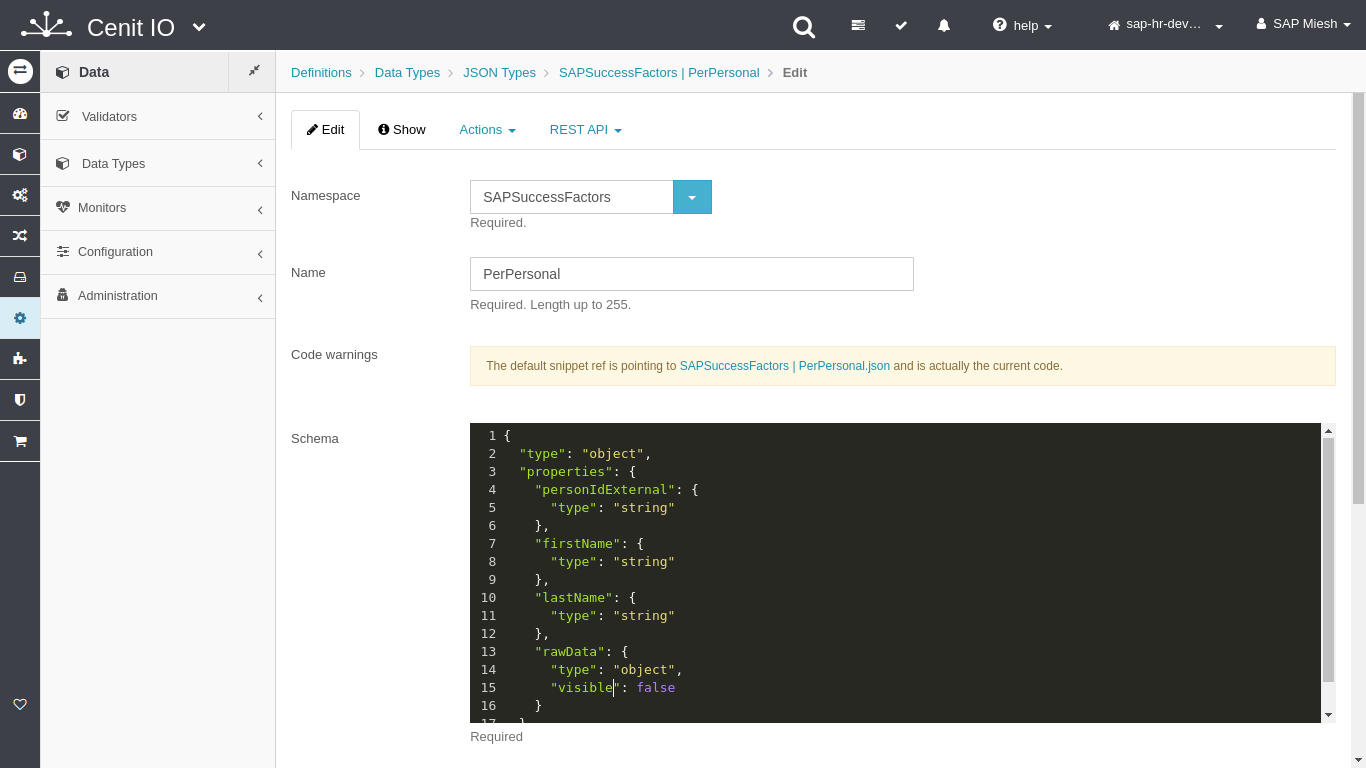 Cenit IO
help
sap-hr-dev…
SAP Miesh
Data
Definitions
Data Types
JSON Types
SAPSuccessFactors | PerPersonal
Edit
Validators
Data Types
Monitors
Configuration
Administration
Edit
Show
Actions
REST API
Namespace
SAPSuccessFactors
Required.
Name
PerPersonal
Required. Length up to 255.
Code warnings
The default snippet ref is pointing to SAPSuccessFactors | PerPersonal.json and is actually the current code.
Schema
1 {
2   "type": "object",
3   "properties": {
4     "personIdExternal": {
5       "type": "string"
6     },
7     "firstName": {
8       "type": "string"
9     },
10     "lastName": {
11       "type": "string"
12     },
13     "rawData": {
14       "type": "object",
15       "visible": false
16     }
17   }
Required